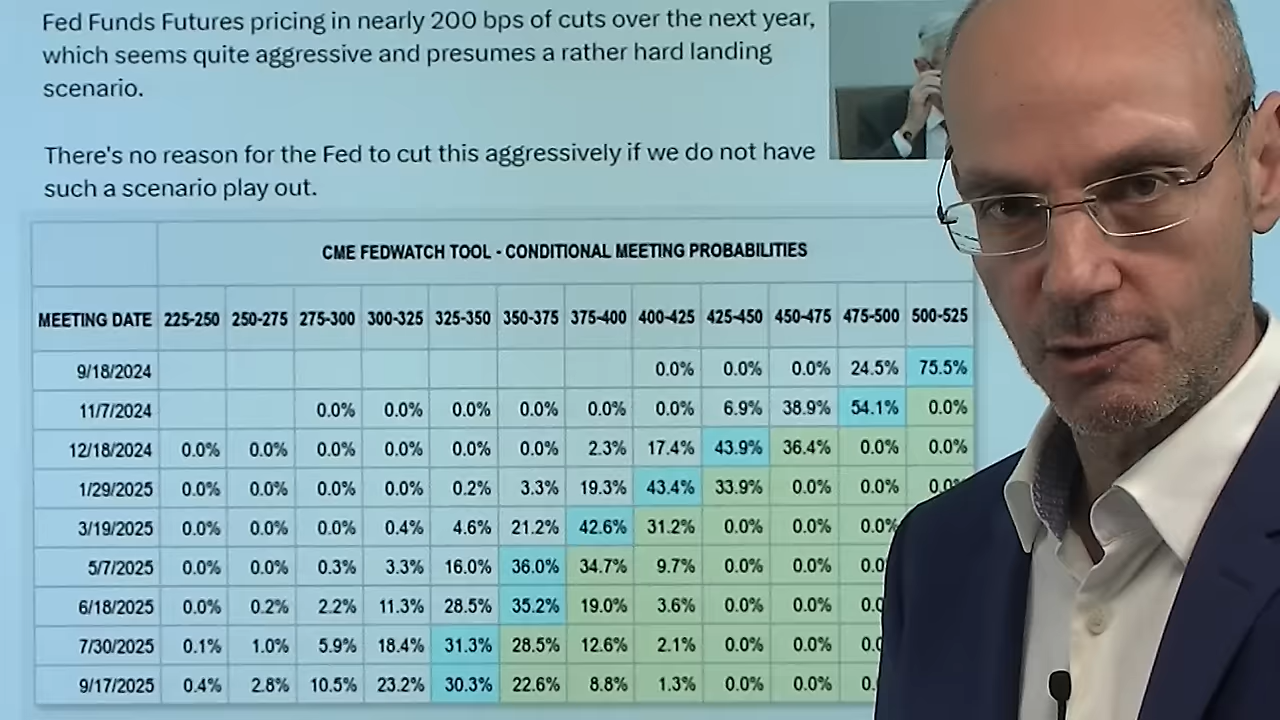 Fed Funds Futures pricing in nearly 200 bps of cuts over the next year,
which seems quite aggressive and presumes a rather hard landing
scenario.
There's no reason for the Fed to cut this aggressively if we do not have
such a scenario play out.
CME FEDWATCH TOOL - CONDITIONAL MEETING PROBABILITIES
MEETING DATE 225-250 250-275 275-300 300-325 325-350 350-375 375-400 400-425 425-450 450-475 475-500 500-525
9/18/2024 0.0% 0.0% 0.0% 24.5% 75.5%
11/7/2024 0.0% 0.0% 0.0% 0.0% 0.0% 0.0% 6.9% 38.9% 54.1% 0.0%
12/18/2024 0.0% 0.0% 0.0% 0.0% 0.0% 0.0% 2.3% 17.4% 43.9% 36.4% 0.0% 0.0%
1/29/2025 0.0% 0.0% 0.0% 0.0% 0.2% 3.3% 19.3% 43.4% 33.9% 0.0% 0.0%
3/19/2025 0.0% 0.0% 0.0% 0.4% 4.6% 21.2% 42.6% 31.2% 0.0% 0.0% 0.0%
5/7/2025 0.0% 0.0% 0.3% 3.3% 16.0% 36.0% 34.7% 9.7% 0.0% 0.0%
6/18/2025 0.0% 0.2% 2.2% 11.3% 28.5% 35.2% 19.0% 3.6% 0.0% 0.0%
7/30/2025 0.1% 1.0% 5.9% 18.4% 31.3% 28.5% 12.6% 2.1% 0.0% 0.0%
9/17/2025 0.4% 2.8% 10.5% 23.2% 30.3% 22.6% 8.8% 1.3% 0.0% 0.0%